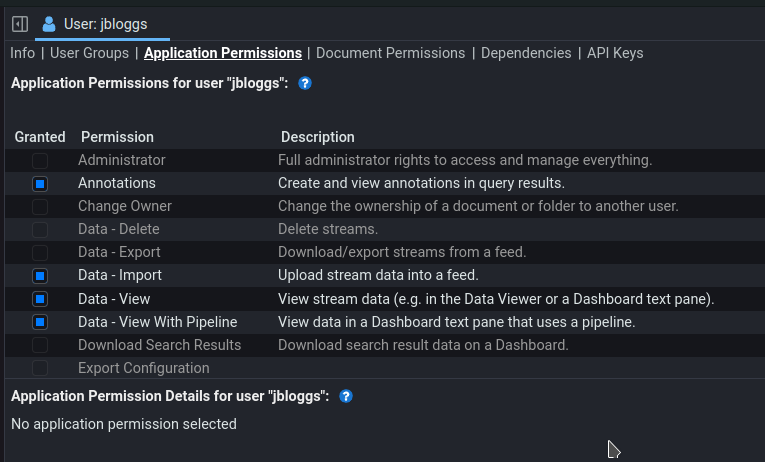 User: jbloggs
Info | User Groups | Application Permissions | Document Permissions | Dependencies | API Keys
Application Permissions for user "jbloggs": ?
Granted Permission Description
Administrator Full administrator rights to access and manage everything.
Annotations Create and view annotations in query results.
Change Owner Change the ownership of a document or folder to another user.
Data - Delete Delete streams.
Data - Export Download/export streams from a feed.
Data - Import Upload stream data into a feed.
Data - View View stream data (e.g. in the Data Viewer or a Dashboard text pane).
Data - View With Pipeline View data in a Dashboard text pane that uses a pipeline.
Download Search Results Download search result data on a Dashboard.
Export Configuration
Application Permission Details for user "jbloggs": ?
No application permission selected